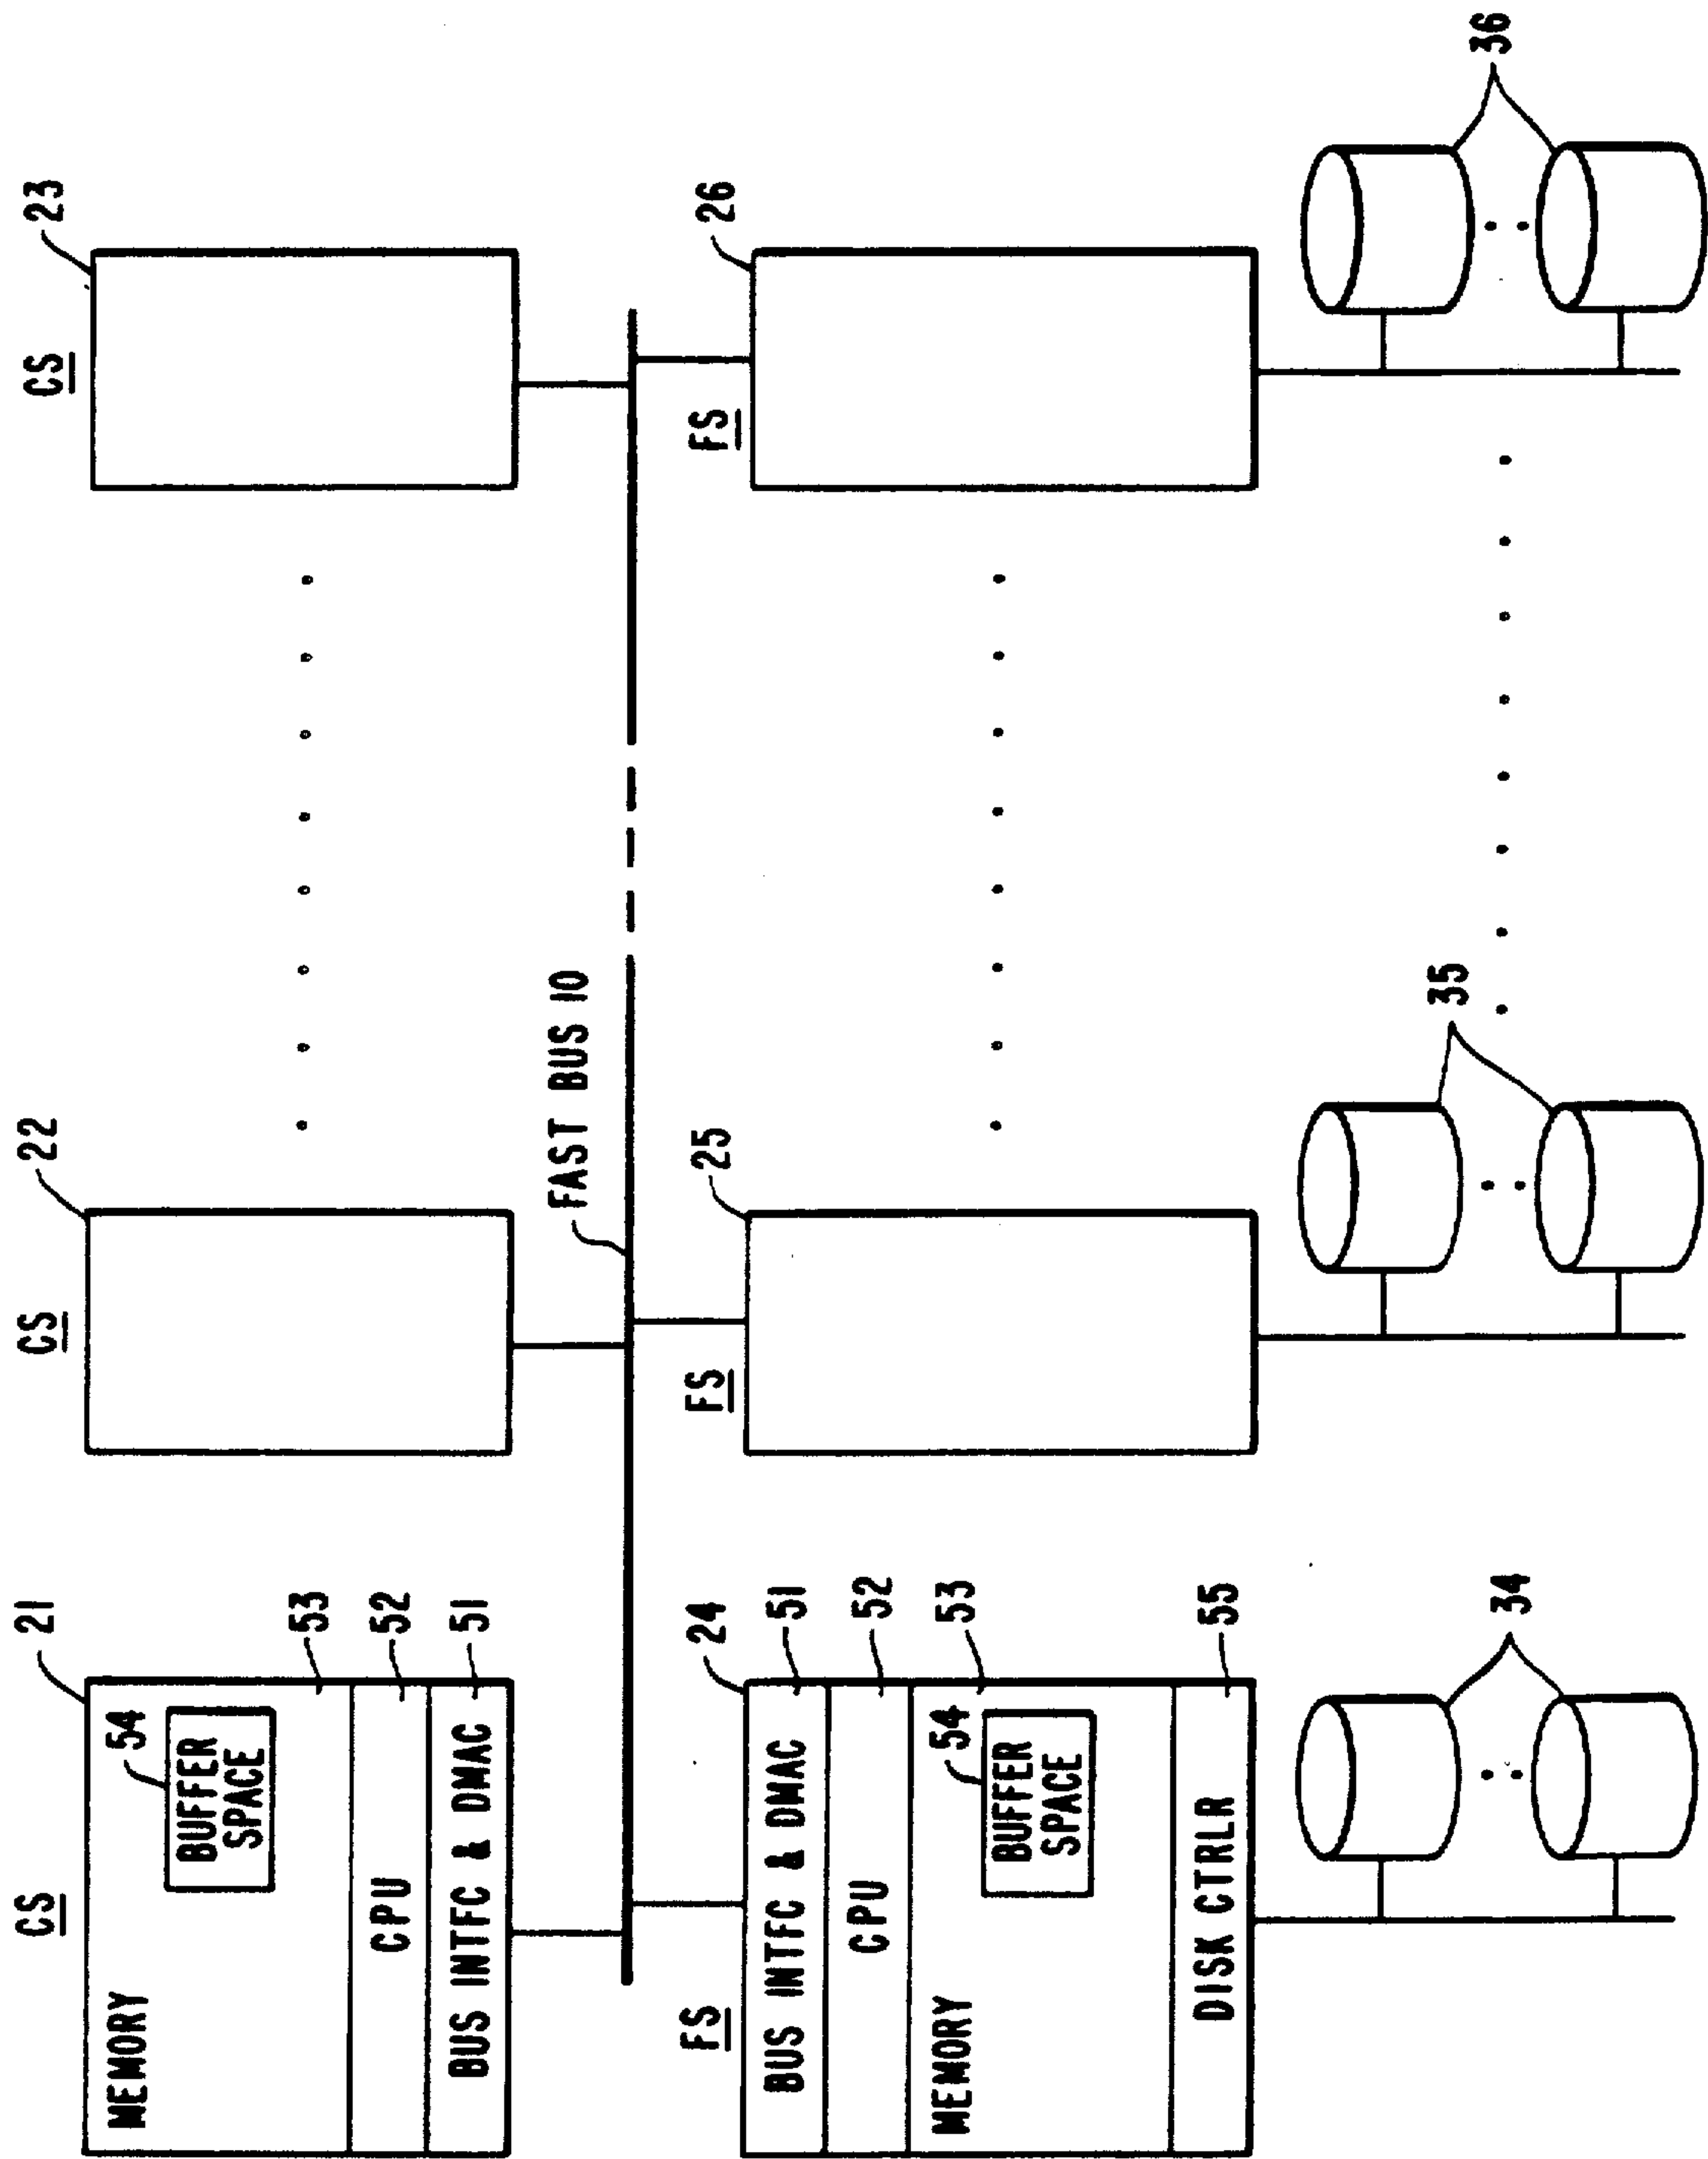 CS
21
MEMORY
54
BUFFER
SPACE
53
CPU
52
BUS INTFC & DMAC
51
CS
22
CS
23
FAST BUS 10
FS
24
BUS INTFC & DMAC
51
CPU
52
MEMORY
53
54
BUFFER
SPACE
DISK CTRLR
55
FS
25
FS
26
34
35
36